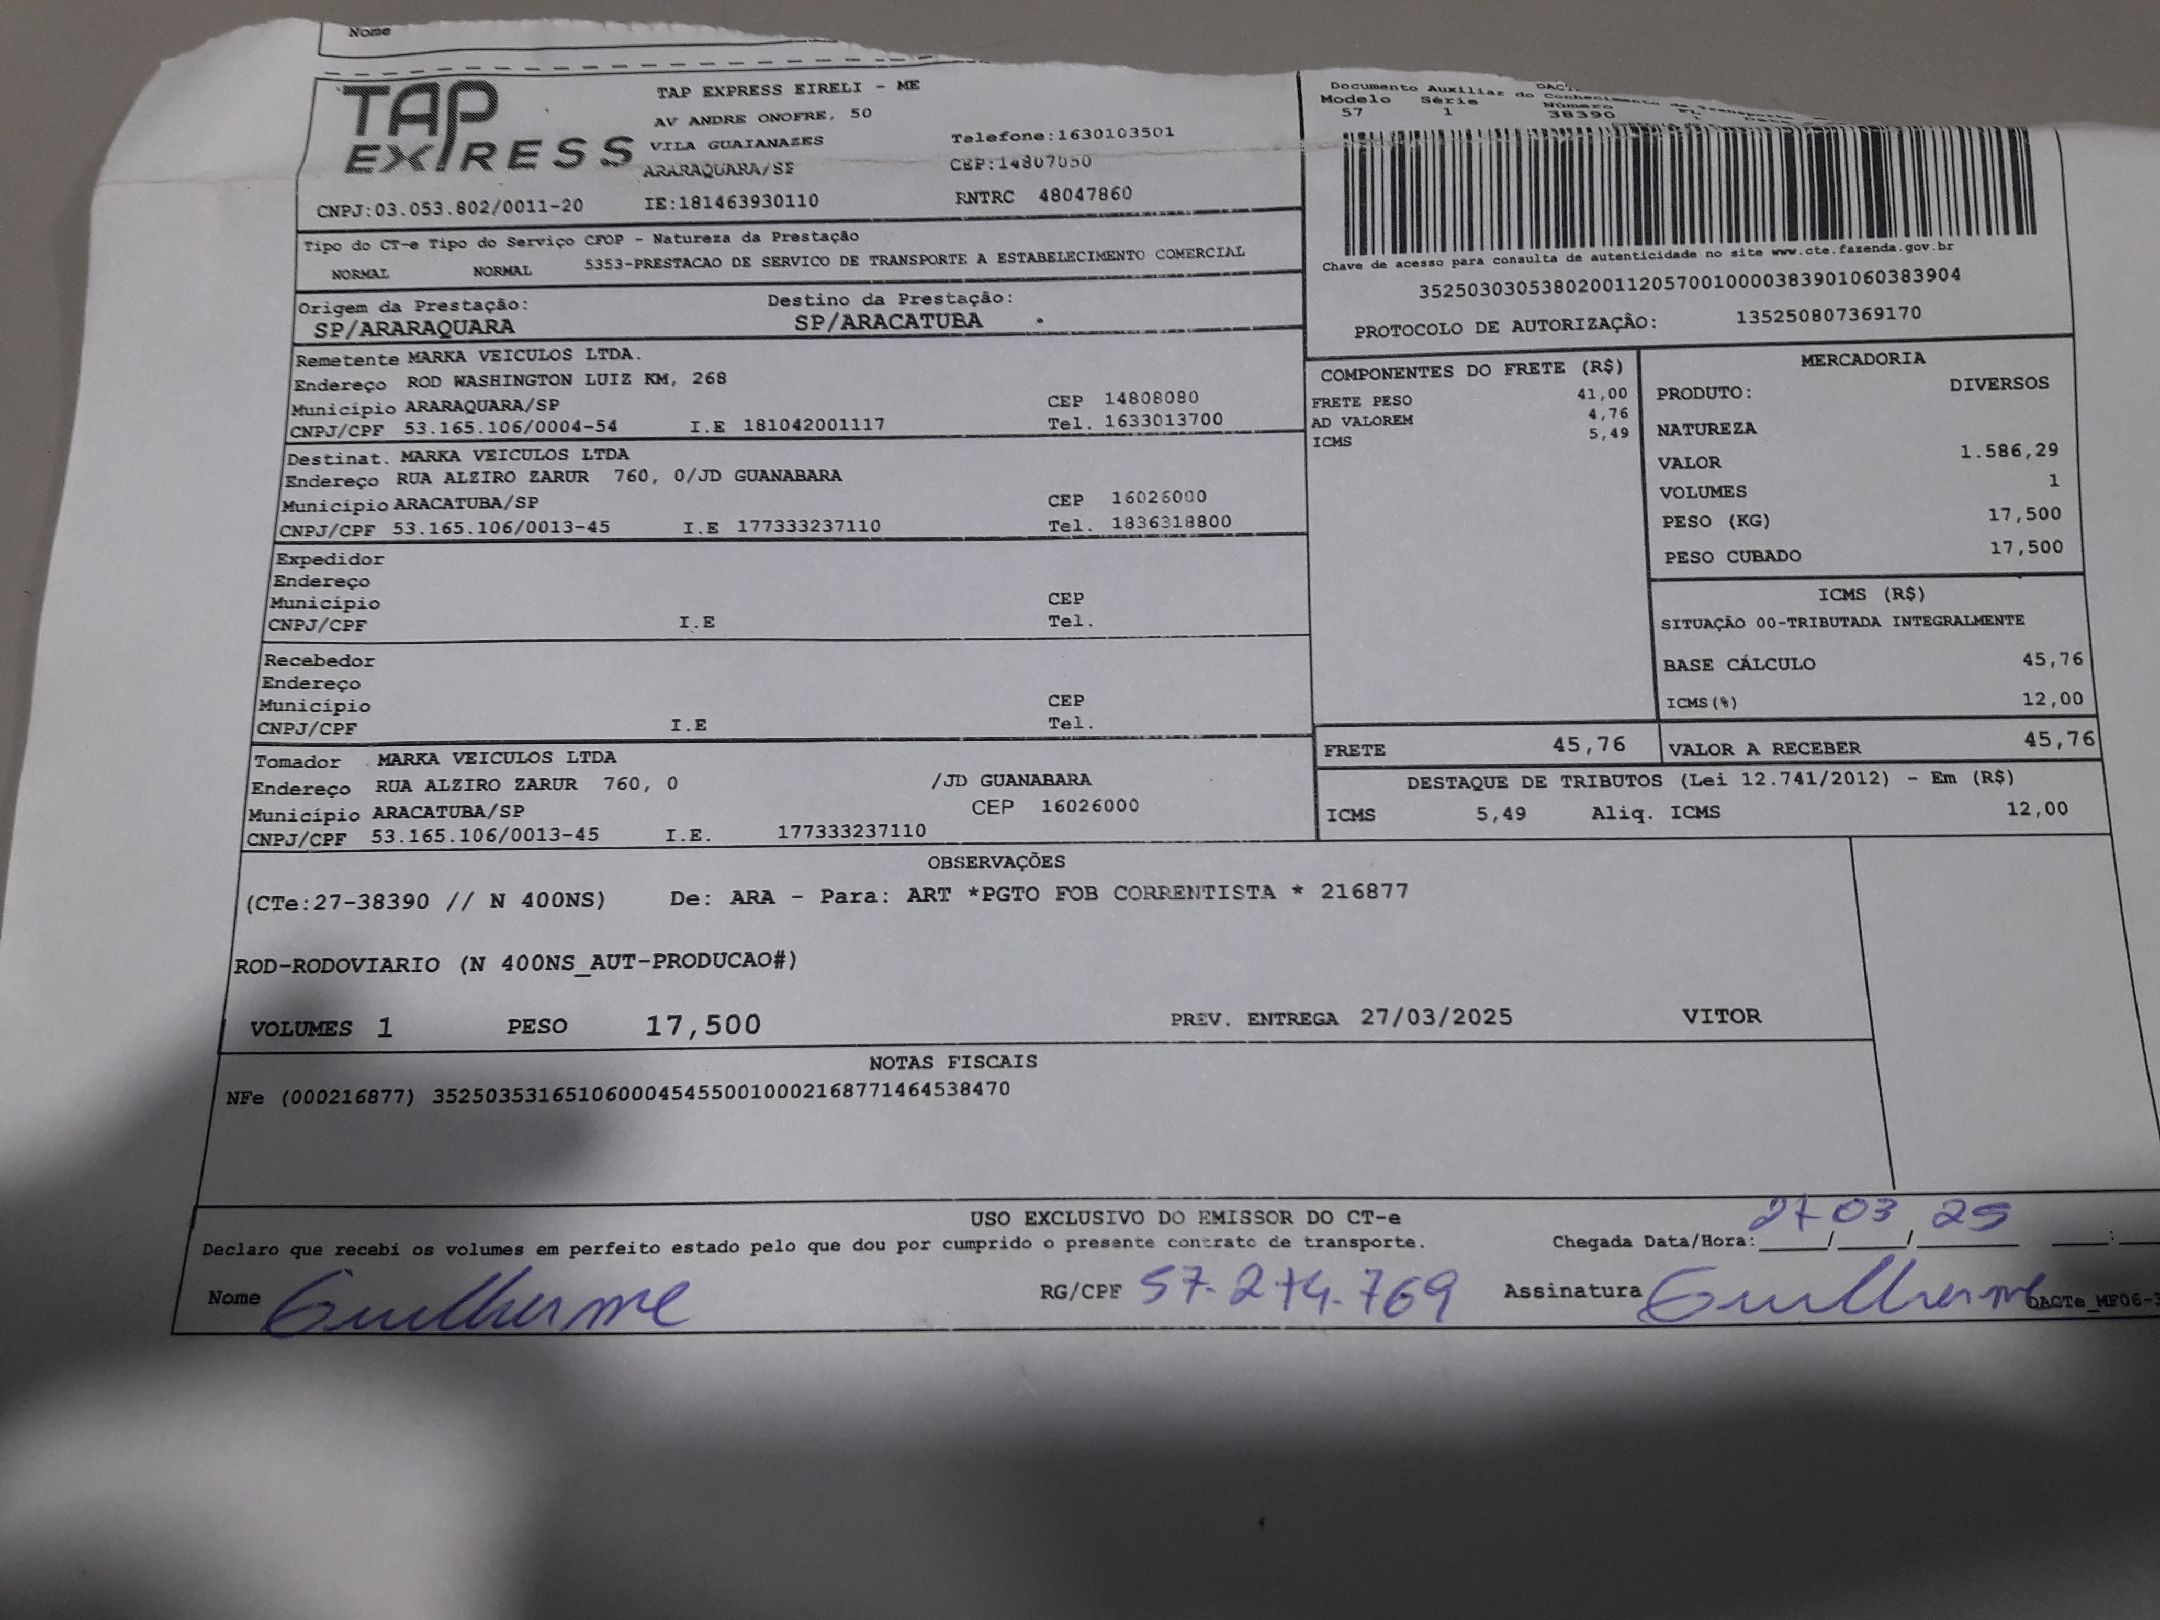 Nome
TAP EXPRESS
TAP EXPRESS EIRELI - ME
AV ANDRE ONOFRE, 50
VILA GUAIANAZES Telefone:1630103501
ARARAQUARA/SP CEP:14807050
CNPJ:03.053.802/0011-20 IE:181463930110 RNTRC 48047860
Documento Auxiliar do Conhecimento de Transporte
Modelo Série Número
57 1 38390
Chave de acesso para consulta de autenticidade no site www.cte.fazenda.gov.br
35250303053802001120570010000383901060383904
PROTOCOLO DE AUTORIZAÇÃO: 135250807369170
Tipo do CT-e Tipo do Serviço CFOP - Natureza da Prestação
NORMAL NORMAL 5353-PRESTACAO DE SERVICO DE TRANSPORTE A ESTABELECIMENTO COMERCIAL
Origem da Prestação: Destino da Prestação:
SP/ARARAQUARA SP/ARACATUBA
Remetente MARKA VEICULOS LTDA.
Endereço ROD WASHINGTON LUIZ KM, 268
Município ARARAQUARA/SP CEP 14808080
CNPJ/CPF 53.165.106/0004-54 I.E 181042001117 Tel. 1633013700
Destinat. MARKA VEICULOS LTDA
Endereço RUA ALZIRO ZARUR 760, 0/JD GUANABARA
Município ARACATUBA/SP CEP 16026000
CNPJ/CPF 53.165.106/0013-45 I.E 177333237110 Tel. 1836318800
Expedidor
Endereço
Município CEP
CNPJ/CPF I.E Tel.
Recebedor
Endereço
Município CEP
CNPJ/CPF I.E Tel.
Tomador MARKA VEICULOS LTDA
Endereço RUA ALZIRO ZARUR 760, 0 /JD GUANABARA
Município ARACATUBA/SP CEP 16026000
CNPJ/CPF 53.165.106/0013-45 I.E. 177333237110
COMPONENTES DO FRETE (R$)
FRETE PESO 41,00
AD VALOREM 4,76
ICMS 5,49
MERCADORIA
PRODUTO: DIVERSOS
NATUREZA
VALOR 1.586,29
VOLUMES 1
PESO (KG) 17,500
PESO CUBADO 17,500
ICMS (R$)
SITUAÇÃO 00-TRIBUTADA INTEGRALMENTE
BASE CÁLCULO 45,76
ICMS(%) 12,00
FRETE 45,76 VALOR A RECEBER 45,76
DESTAQUE DE TRIBUTOS (Lei 12.741/2012) - Em (R$)
ICMS 5,49 Aliq. ICMS 12,00
OBSERVAÇÕES
(CTe:27-38390 // N 400NS) De: ARA - Para: ART *PGTO FOB CORRENTISTA * 216877
ROD-RODOVIARIO (N 400NS_AUT-PRODUCAO#)
VOLUMES 1 PESO 17,500 PREV. ENTREGA 27/03/2025 VITOR
NOTAS FISCAIS
NFe (000216877) 35250353165106000454550010002168771464538470
USO EXCLUSIVO DO EMISSOR DO CT-e
Declaro que recebi os volumes em perfeito estado pelo que dou por cumprido o presente contrato de transporte. Chegada Data/Hora: 27/03/25 :
Nome Guilherme RG/CPF 57.274.769 Assinatura Guilherme DACTe_MF06-3